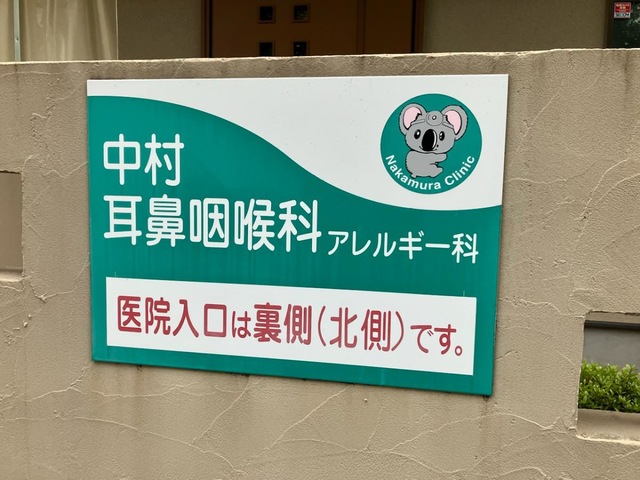 Nakamura Clinic
中村
耳鼻咽喉科 アレルギー科
医院入口は裏側(北側)です。